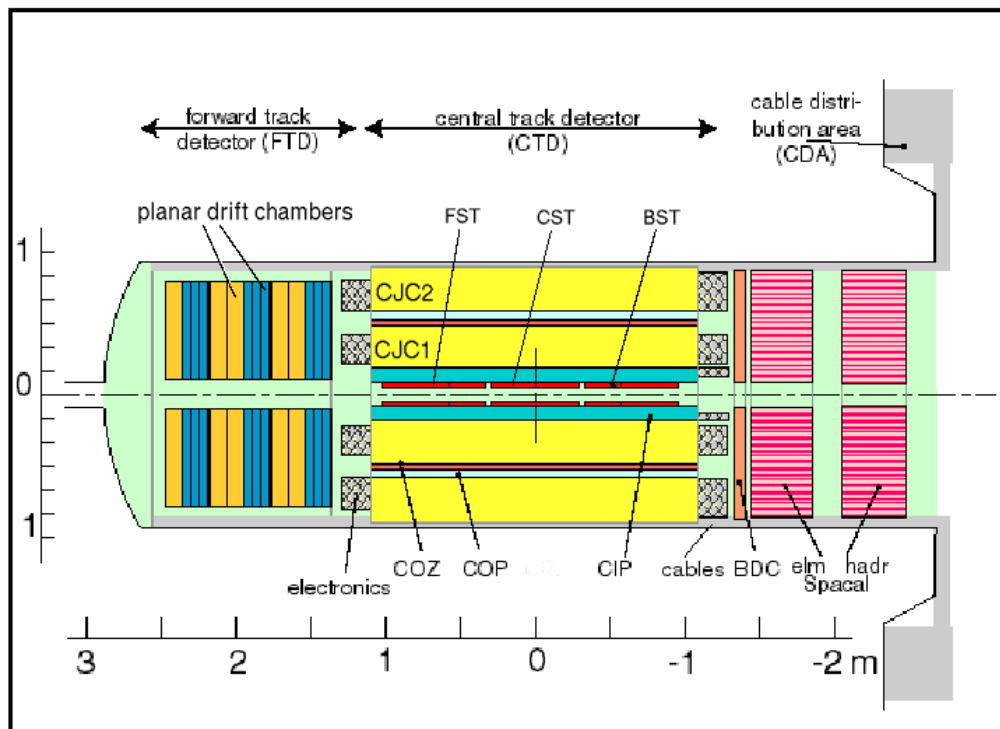 forward track
detector (FTD)
central track detector
(CTD)
cable distri-
bution area
(CDA)
planar drift chambers
FST
CST
BST
1
CJC2
CJC1
0
1
electronics
COZ
COP
CIP
cables
BDC
elm
hadr
Spacal
3
2
1
0
-1
-2 m